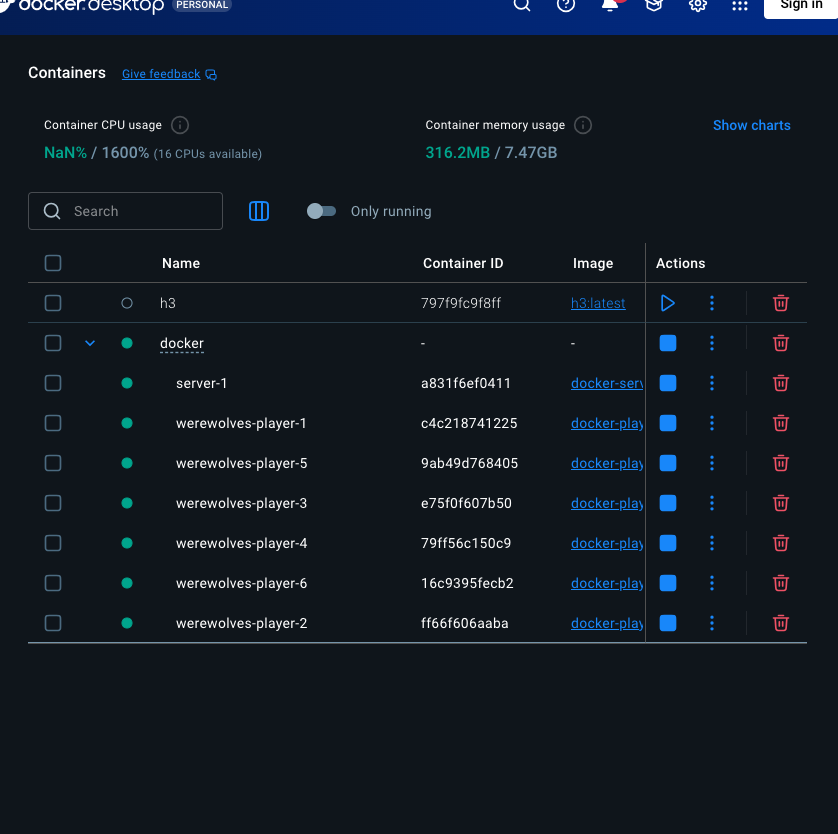 docker.desktop PERSONAL
Sign in
Containers Give feedback
Container CPU usage
NaN% / 1600% (16 CPUs available)
Container memory usage
316.2MB / 7.47GB
Show charts
Search
Only running
Name Container ID Image Actions
h3 797f9fc9f8ff h3:latest
docker - -
server-1 a831f6ef0411 docker-serv
werewolves-player-1 c4c218741225 docker-play
werewolves-player-5 9ab49d768405 docker-play
werewolves-player-3 e75f0f607b50 docker-play
werewolves-player-4 79ff56c150c9 docker-play
werewolves-player-6 16c9395fecb2 docker-play
werewolves-player-2 ff66f606aaba docker-play